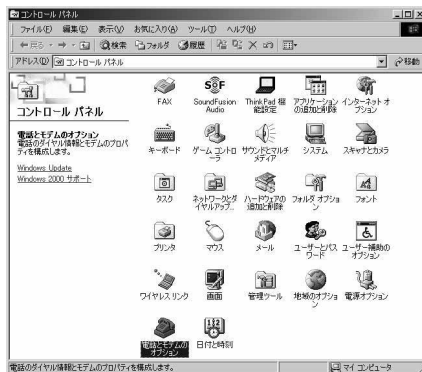 コントロール パネル
ファイル(F) 編集(E) 表示(V) お気に入り(A) ツール(T) ヘルプ(H)
戻る 検索 フォルダ 履歴
アドレス(D) コントロール パネル 移動
コントロール パネル
電話とモデムのオプション
電話のダイヤル情報とモデムのプロパ
ティを構成します。
Windows Update
Windows 2000 サポート
FAX
SoundFusion
Audio
ThinkPad 機
能設定
アプリケーション
の追加と削除
インターネット オ
プション
キーボード
ゲーム コントロ
ーラ
サウンドとマルチ
メディア
システム
スキャナとカメラ
タスク
ネットワークとダ
イヤルアップ...
ハードウェアの
追加と削除
フォルダ オプショ
ン
フォント
プリンタ
マウス
メール
ユーザーとパス
ワード
ユーザー補助の
オプション
ワイヤレス リンク
画面
管理ツール
地域のオプショ
ン
電源オプション
電話とモデムの
オプション
日付と時刻
電話のダイヤル情報とモデムのプロパティを構成します。
マイ コンピュータ